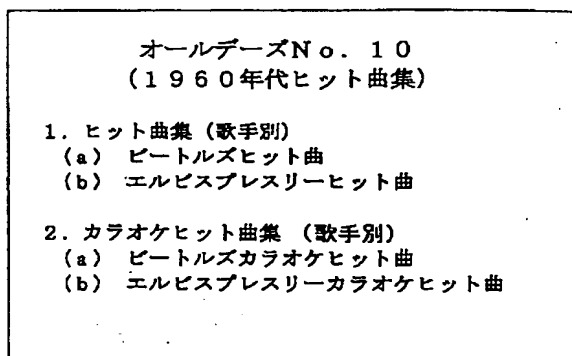 オールデーズNo．10
（1960年代ヒット曲集）
1．ヒット曲集（歌手別）
（a） ビートルズヒット曲
（b） エルビスプレスリーヒット曲
2．カラオケヒット曲集 （歌手別）
（a） ビートルズカラオケヒット曲
（b） エルビスプレスリーカラオケヒット曲